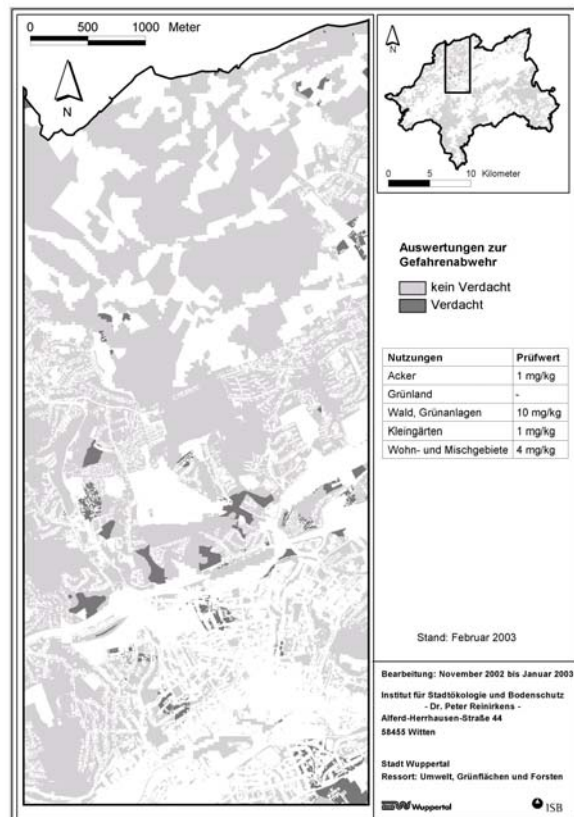 0 500 1000 Meter
N
N
0 5 10 Kilometer
Auswertungen zur
Gefahrenabwehr
kein Verdacht
Verdacht
Nutzungen Prüfwert
Acker 1 mg/kg
Grünland -
Wald, Grünanlagen 10 mg/kg
Kleingärten 1 mg/kg
Wohn- und Mischgebiete 4 mg/kg
Stand: Februar 2003
Bearbeitung: November 2002 bis Januar 2003
Institut für Stadtökologie und Bodenschutz
- Dr. Peter Reinirkens -
Alferd-Herrhausen-Straße 44
58455 Witten
Stadt Wuppertal
Ressort: Umwelt, Grünflächen und Forsten
Wuppertal ISB